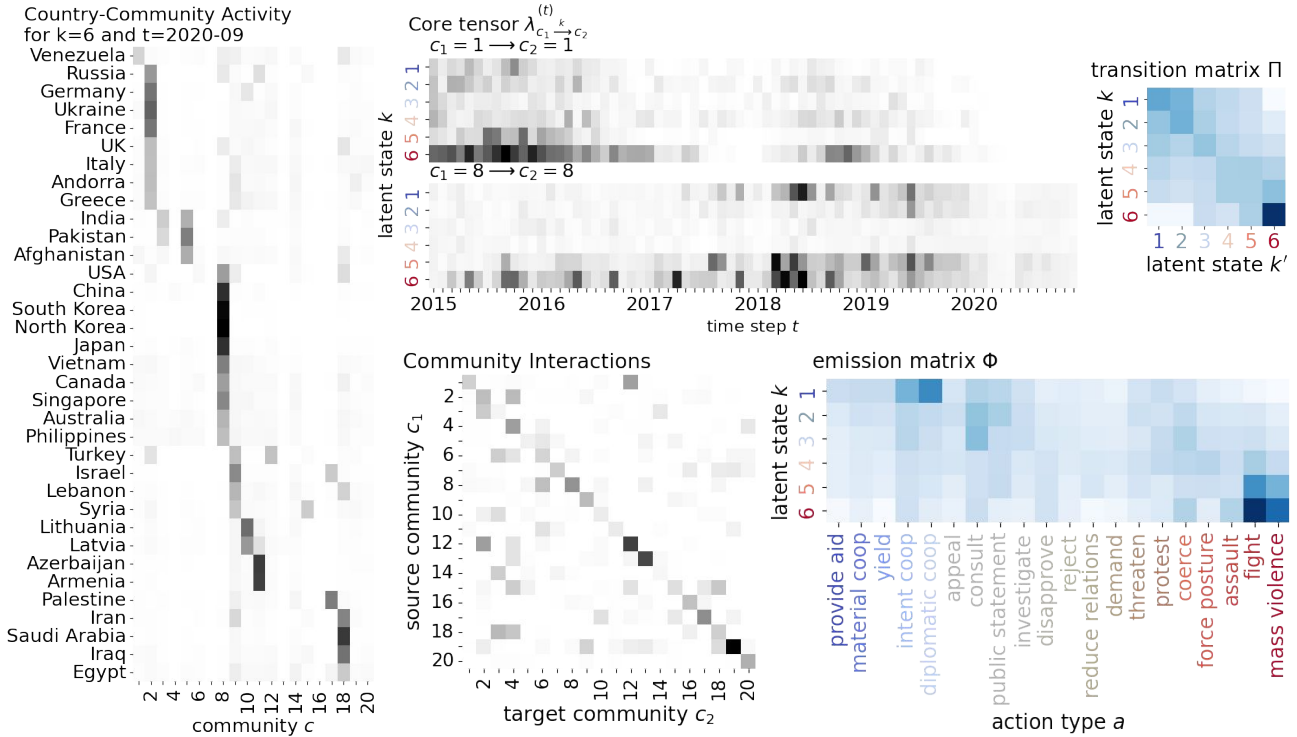 Country-Community Activity
for k=6 and t=2020-09
Venezuela
Russia
Germany
Ukraine
France
UK
Italy
Andorra
Greece
India
Pakistan
Afghanistan
USA
China
South Korea
North Korea
Japan
Vietnam
Canada
Singapore
Australia
Philippines
Turkey
Israel
Lebanon
Syria
Lithuania
Latvia
Azerbaijan
Armenia
Palestine
Iran
Saudi Arabia
Iraq
Egypt
2 4 6 8 10 12 14 16 18 20
community c
Core tensor λ^(t)_{c₁ →^k c₂}
c₁ = 1 ⟶ c₂ = 1
1
2
3
4
5
6
c₁ = 8 ⟶ c₂ = 8
1
2
3
4
5
6
latent state k
2015 2016 2017 2018 2019 2020
time step t
transition matrix Π
latent state k
1
2
3
4
5
6
1 2 3 4 5 6
latent state k′
Community Interactions
source community c₁
2
4
6
8
10
12
14
16
18
20
2 4 6 8 10 12 14 16 18 20
target community c₂
emission matrix Φ
latent state k
1
2
3
4
5
6
provide aid
material coop
yield
intent coop
diplomatic coop
appeal
consult
public statement
investigate
disapprove
reject
reduce relations
demand
threaten
protest
coerce
force posture
assault
fight
mass violence
action type a